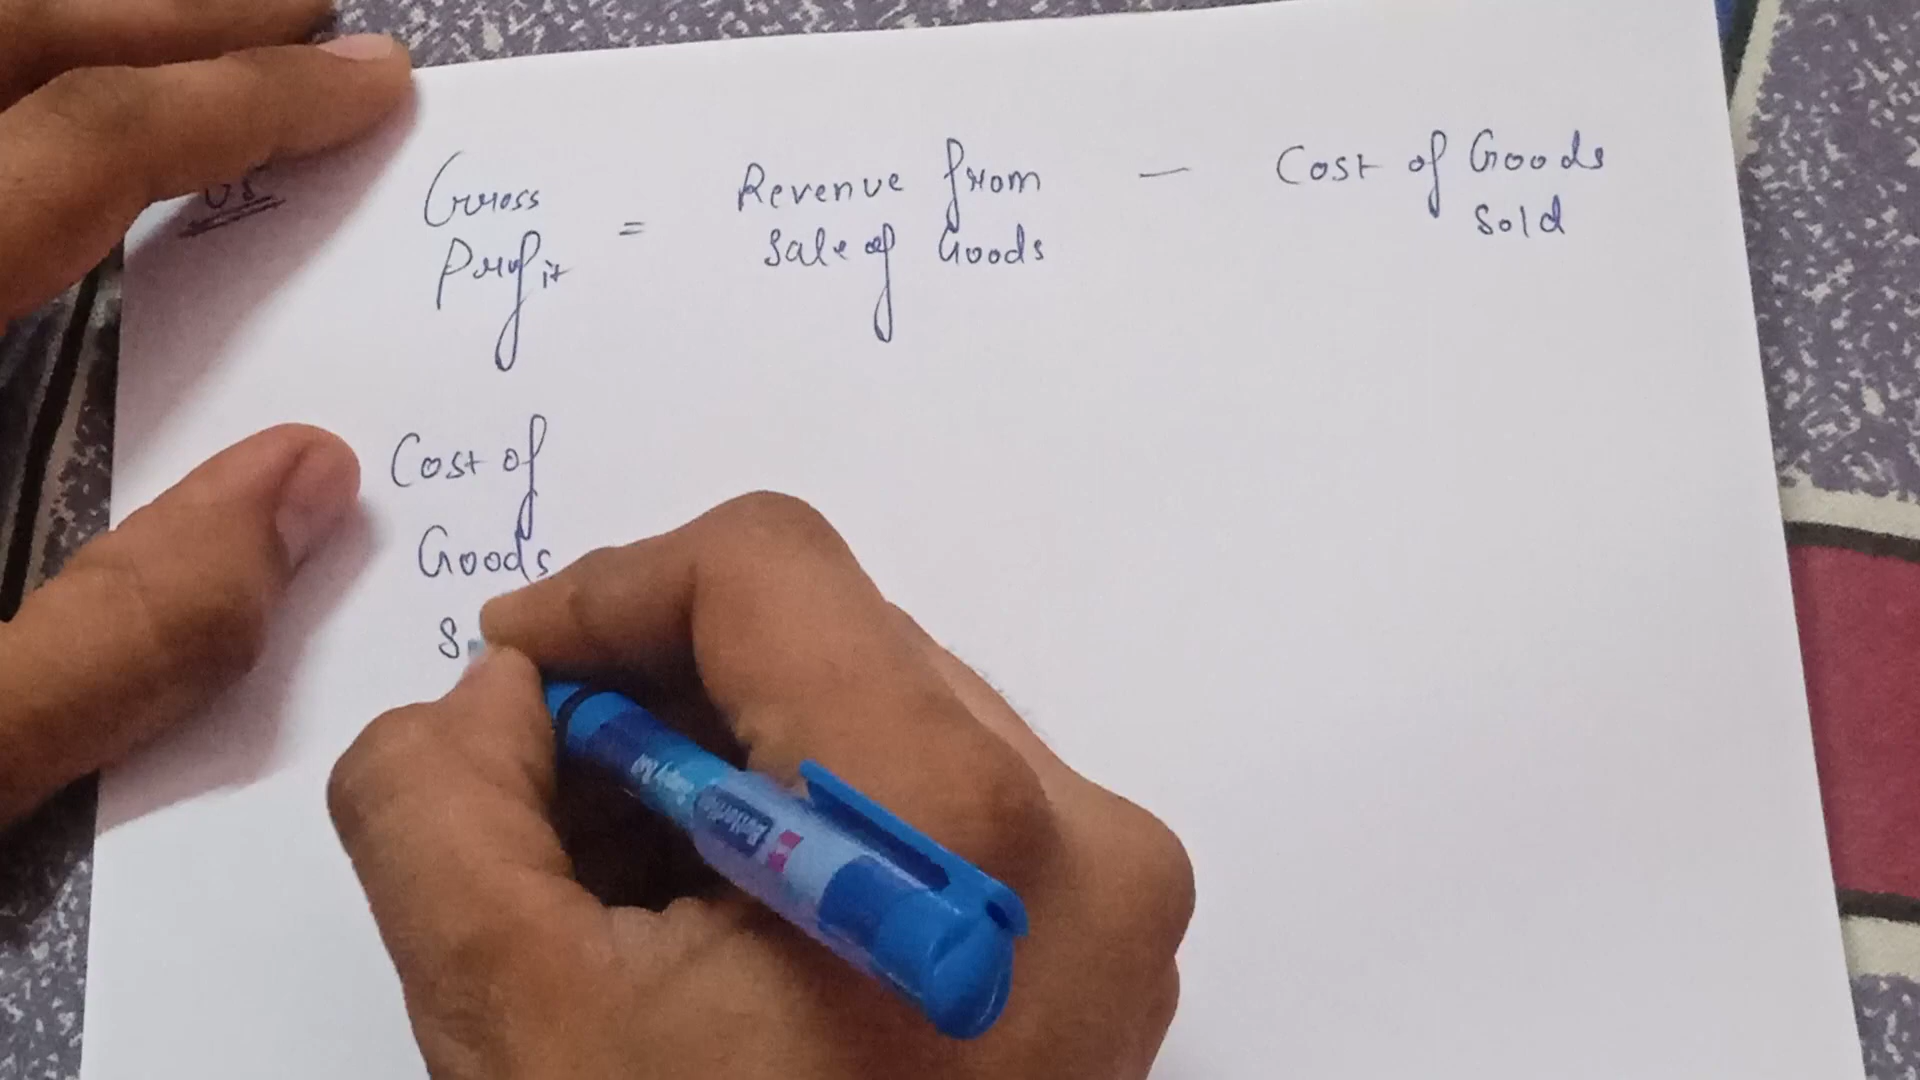 Gross Profit = Revenue from Sale of Goods — Cost of Goods Sold
Cost of
Goods
S